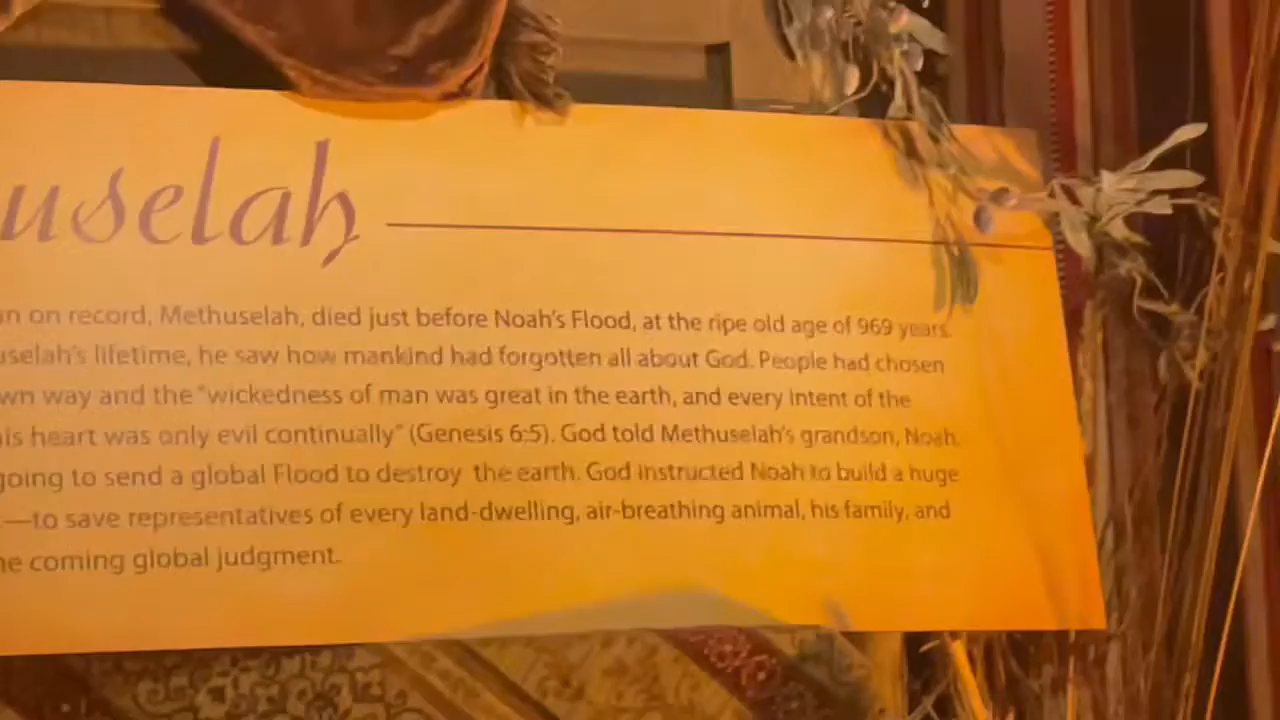 uselah
n on record, Methuselah, died just before Noah's Flood, at the ripe old age of 969 years.
uselah's lifetime, he saw how mankind had forgotten all about God. People had chosen
wn way and the "wickedness of man was great in the earth, and every intent of the
is heart was only evil continually" (Genesis 6:5). God told Methuselah's grandson, Noah,
going to send a global Flood to destroy the earth. God instructed Noah to build a huge
—to save representatives of every land-dwelling, air-breathing animal, his family, and
he coming global judgment.